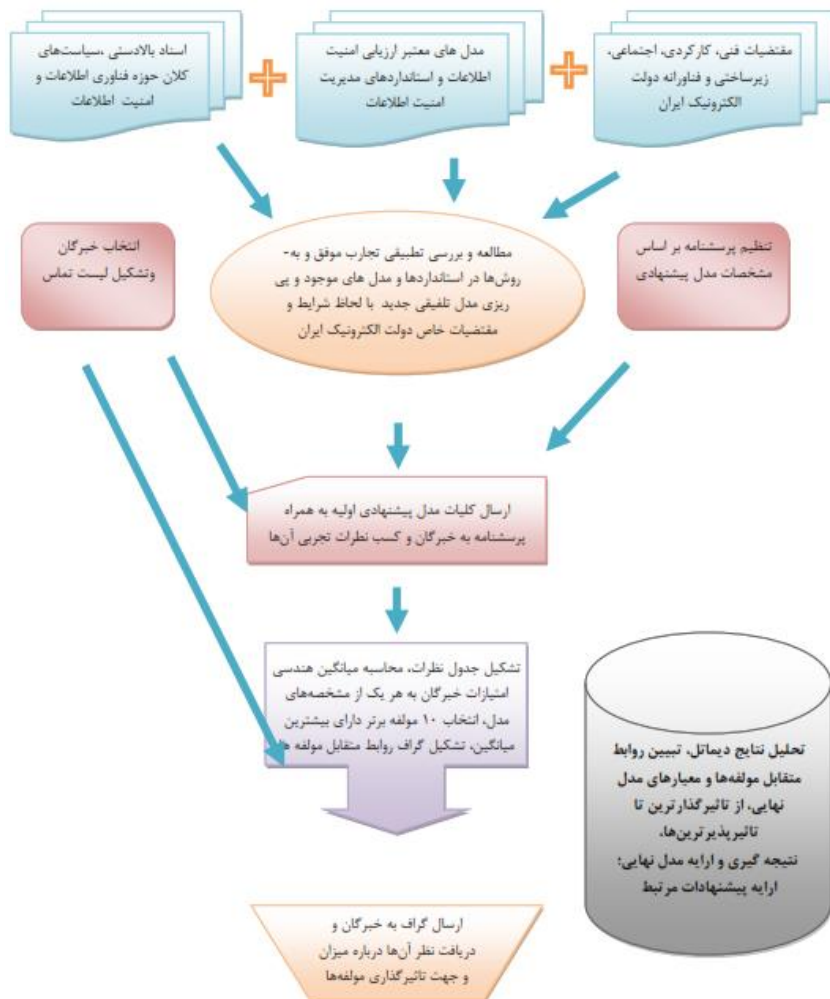 مقتضیات فنی، کارکردی، اجتماعی،
زیرساختی و فناورانه دولت
الکترونیک ایران
مدل های معتبر ارزیابی امنیت
اطلاعات و استانداردهای مدیریت
امنیت اطلاعات
اسناد بالادستی ،سیاست‌های
کلان حوزه فناوری اطلاعات و
امنیت اطلاعات
تنظیم پرسشنامه بر اساس
مشخصات مدل پیشنهادی
مطالعه و بررسی تطبیقی تجارب موفق و به-
روش‌ها در استانداردها و مدل های موجود و پی
ریزی مدل تلفیقی جدید با لحاظ شرایط و
مقتضیات خاص دولت الکترونیک ایران
انتخاب خبرگان
وتشکیل لیست تماس
ارسال کلیات مدل پیشنهادی اولیه به همراه
پرسشنامه به خبرگان و کسب نظرات تجربی آن‌ها
تشکیل جدول نظرات، محاسبه میانگین هندسی
امتیازات خبرگان به هر یک از مشخصه‌های
مدل، انتخاب ۱۰ مولفه برتر دارای بیشترین
میانگین، تشکیل گراف روابط متقابل مولفه ها
تحلیل نتایج دیماتل، تبیین روابط
متقابل مولفه‌ها و معیارهای مدل
نهایی، از تاثیرگذارترین تا
تاثیرپذیرترین‌ها،
نتیجه گیری و ارایه مدل نهایی؛
ارایه پیشنهادات مرتبط
ارسال گراف به خبرگان و
دریافت نظر آن‌ها درباره میزان
و جهت تاثیرگذاری مولفه‌ها